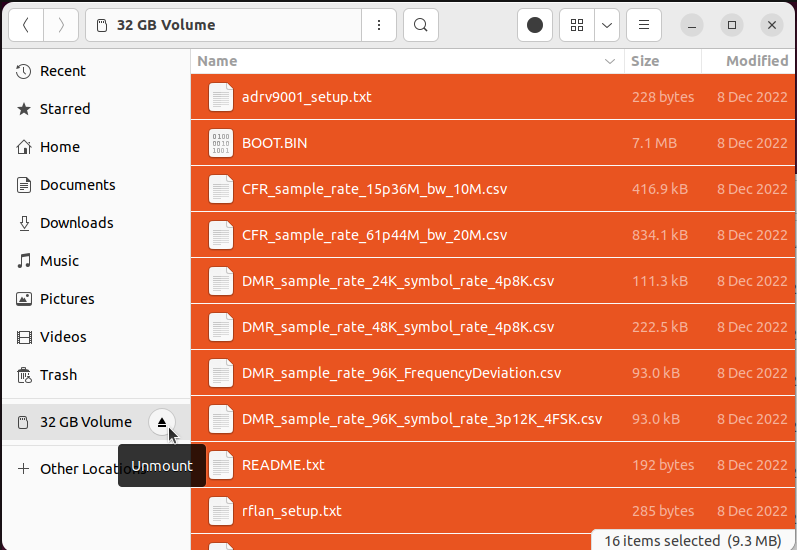 32 GB Volume
Name Size Modified
Recent
Starred
Home
Documents
Downloads
Music
Pictures
Videos
Trash
32 GB Volume
Unmount
Other Locatio
adrv9001_setup.txt 228 bytes 8 Dec 2022
BOOT.BIN 7.1 MB 8 Dec 2022
CFR_sample_rate_15p36M_bw_10M.csv 416.9 kB 8 Dec 2022
CFR_sample_rate_61p44M_bw_20M.csv 834.1 kB 8 Dec 2022
DMR_sample_rate_24K_symbol_rate_4p8K.csv 111.3 kB 8 Dec 2022
DMR_sample_rate_48K_symbol_rate_4p8K.csv 222.5 kB 8 Dec 2022
DMR_sample_rate_96K_FrequencyDeviation.csv 93.0 kB 8 Dec 2022
DMR_sample_rate_96K_symbol_rate_3p12K_4FSK.csv 93.0 kB 8 Dec 2022
README.txt 192 bytes 8 Dec 2022
rflan_setup.txt 285 bytes 8 Dec 2022
16 items selected (9.3 MB)